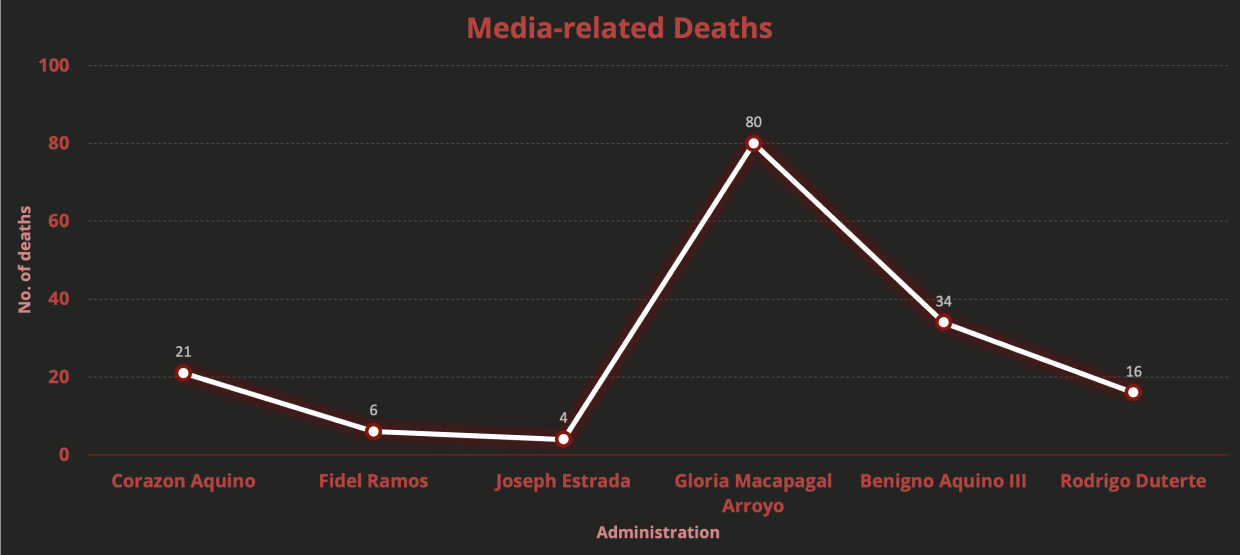 Media-related Deaths
100
80
80
60
No. of deaths
40
34
21
20
16
6
4
0
Corazon Aquino
Fidel Ramos
Joseph Estrada
Gloria Macapagal
Arroyo
Benigno Aquino III
Rodrigo Duterte
Administration